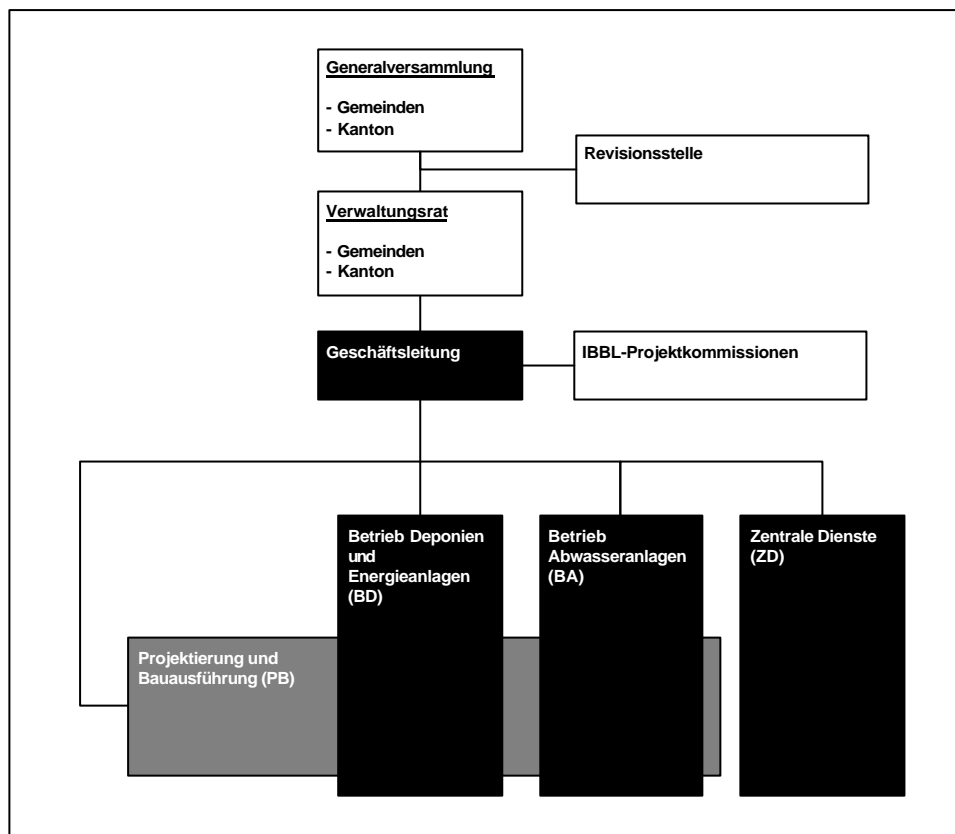 Generalversammlung
- Gemeinden
- Kanton
Revisionsstelle
Verwaltungsrat
- Gemeinden
- Kanton
Geschäftsleitung
IBBL-Projektkommissionen
Betrieb Deponien
und
Energieanlagen
(BD)
Betrieb
Abwasseranlagen
(BA)
Zentrale Dienste
(ZD)
Projektierung und
Bauausführung (PB)